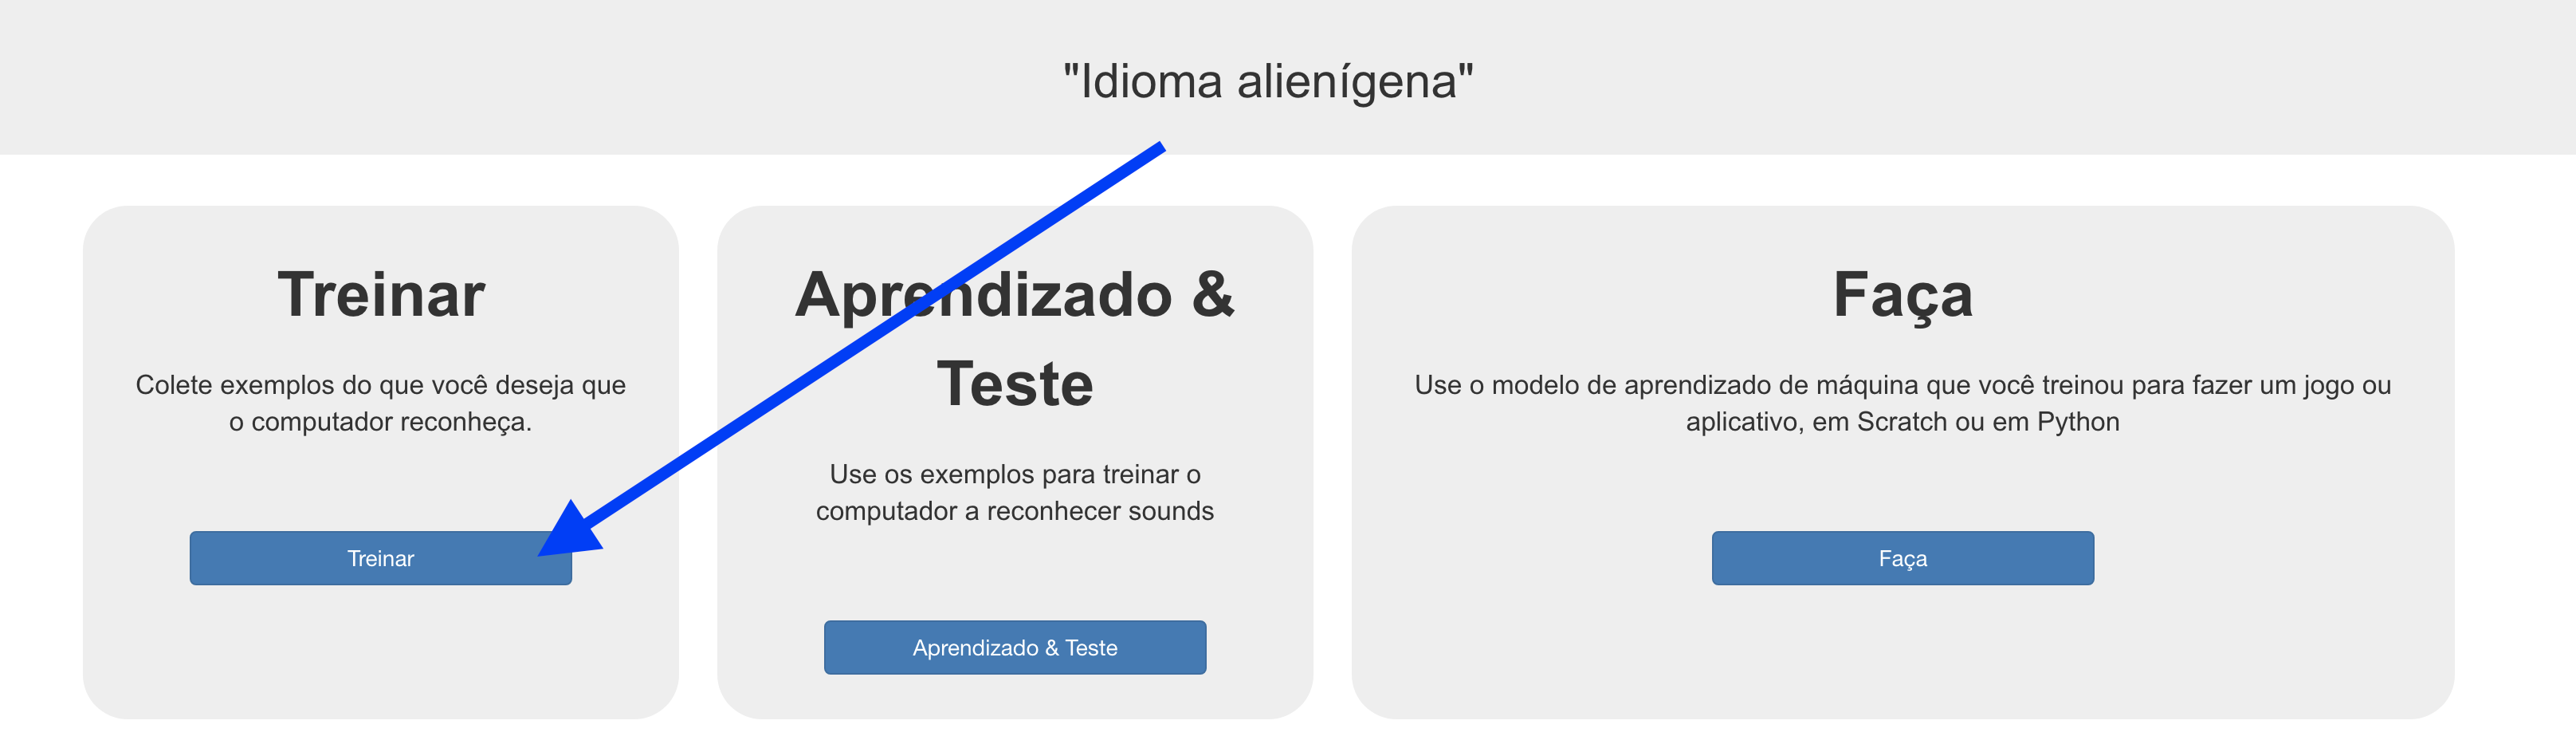 "Idioma alienígena"
Treinar
Colete exemplos do que você deseja que
o computador reconheça.
Treinar
Aprendizado &
Teste
Use os exemplos para treinar o
computador a reconhecer sounds
Aprendizado & Teste
Faça
Use o modelo de aprendizado de máquina que você treinou para fazer um jogo ou
aplicativo, em Scratch ou em Python
Faça